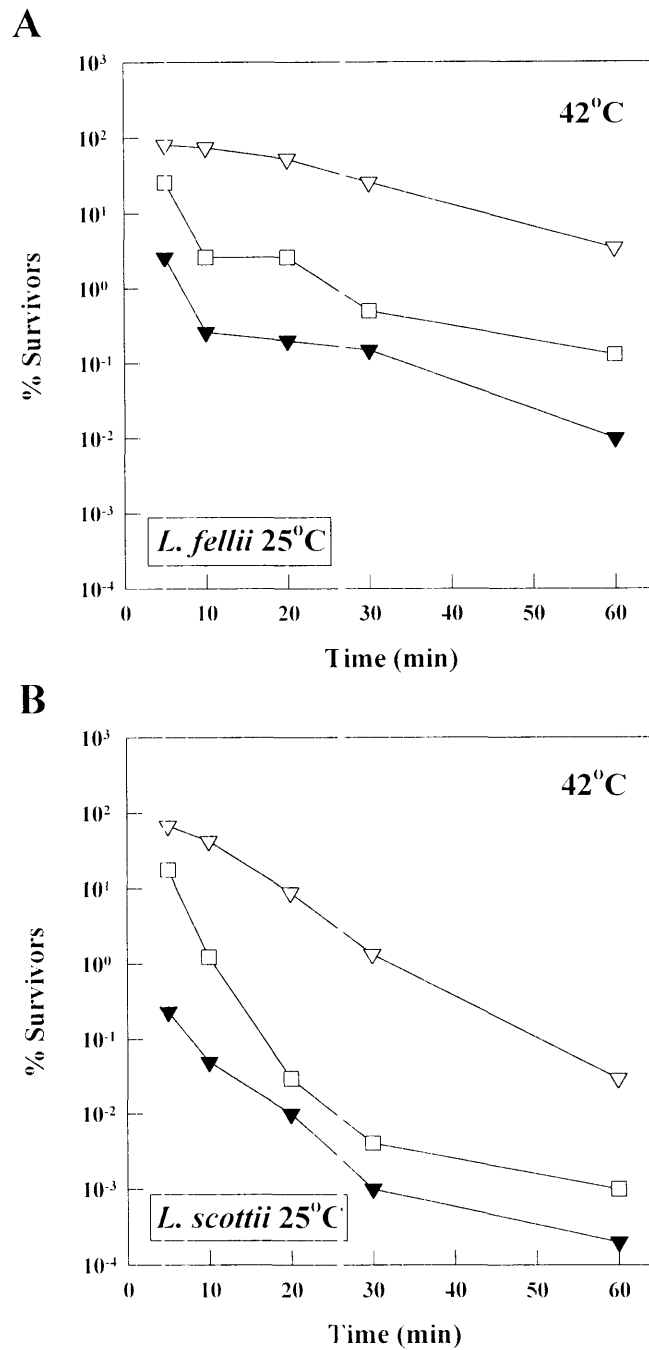 A
10³
42°C
10²
10¹
10⁰
10⁻¹
10⁻²
10⁻³
10⁻⁴
% Survivors
L. fellii 25°C
0 10 20 30 40 50 60
Time (min)
B
10³
42°C
10²
10¹
10⁰
10⁻¹
10⁻²
10⁻³
10⁻⁴
% Survivors
L. scottii 25°C
0 10 20 30 40 50 60
Time (min)